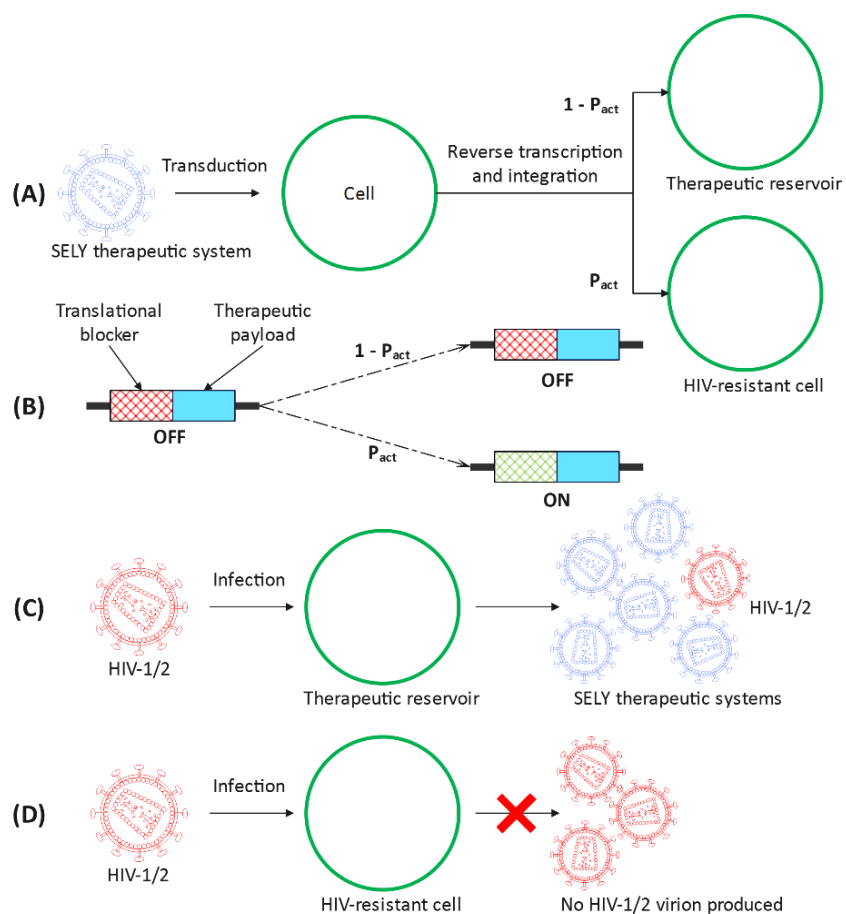 (A)
SELY therapeutic system
Transduction
Cell
Reverse transcription
and integration
1 - Pact
Therapeutic reservoir
Pact
HIV-resistant cell
(B)
Translational
blocker
Therapeutic
payload
OFF
1 - Pact
OFF
Pact
ON
(C)
HIV-1/2
Infection
Therapeutic reservoir
HIV-1/2
SELY therapeutic systems
(D)
HIV-1/2
Infection
HIV-resistant cell
No HIV-1/2 virion produced